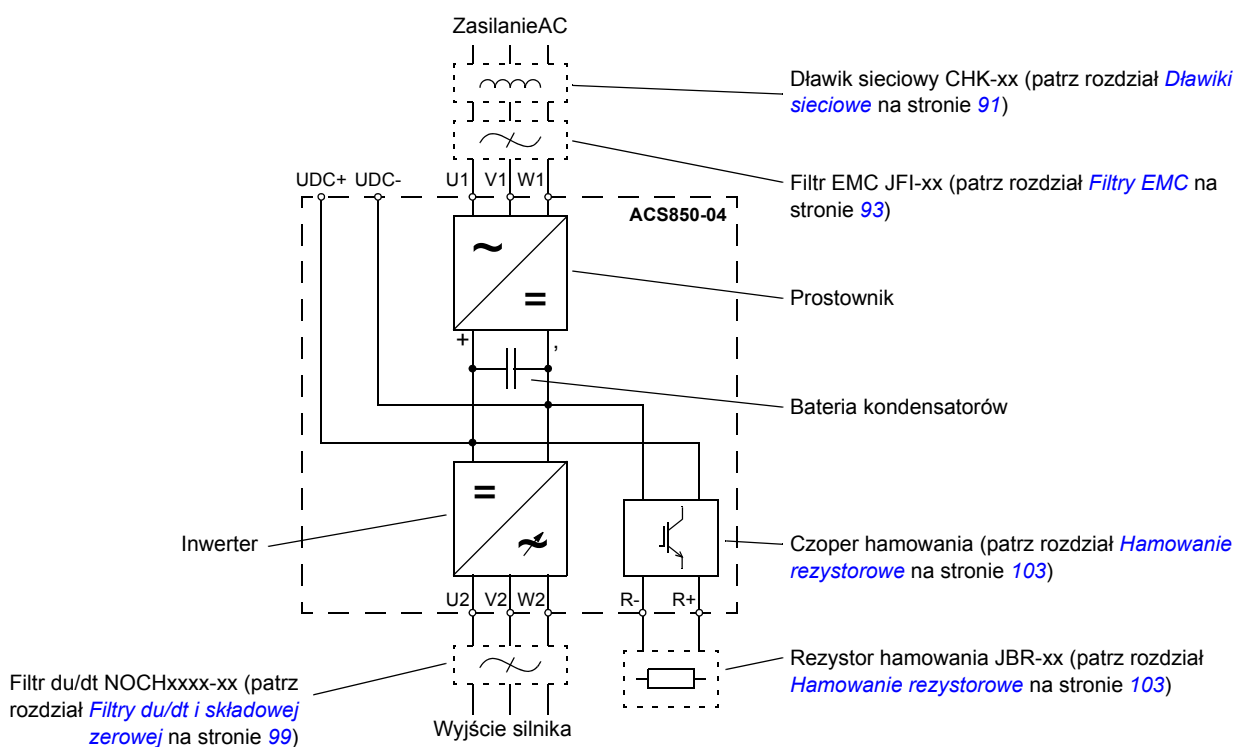 ZasilanieAC
Dławik sieciowy CHK-xx (patrz rozdział Dławiki
sieciowe na stronie 91)
Filtr EMC JFI-xx (patrz rozdział Filtry EMC na
stronie 93)
UDC+ UDC- U1 V1 W1
ACS850-04
~
=
Prostownik
+ ,
Bateria kondensatorów
=
~
Inwerter
Czoper hamowania (patrz rozdział Hamowanie
rezystorowe na stronie 103)
U2 V2 W2 R- R+
Rezystor hamowania JBR-xx (patrz rozdział
Hamowanie rezystorowe na stronie 103)
Filtr du/dt NOCHxxxx-xx (patrz
rozdział Filtry du/dt i składowej
zerowej na stronie 99)
Wyjście silnika